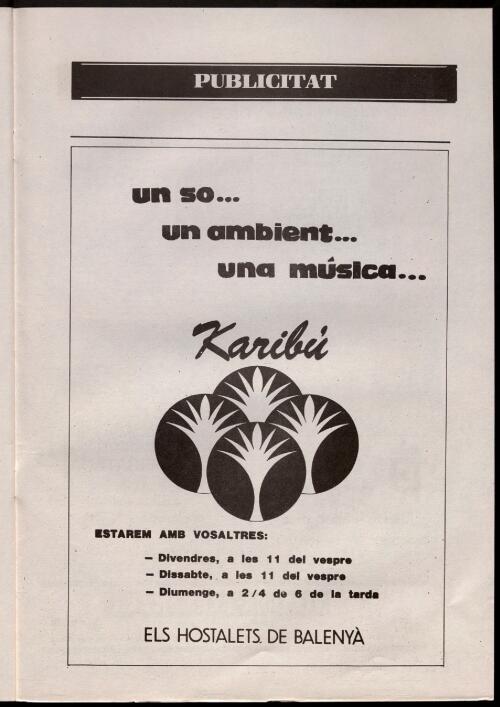 PUBLICITAT
un so...
un ambient...
una música...
Karibú
ESTAREM AMB VOSALTRES:
— Divendres, a les 11 del vespre
— Dissabte, a les 11 del vespre
— Diumenge, a 2/4 de 6 de la tarda
ELS HOSTALETS DE BALENYÀ